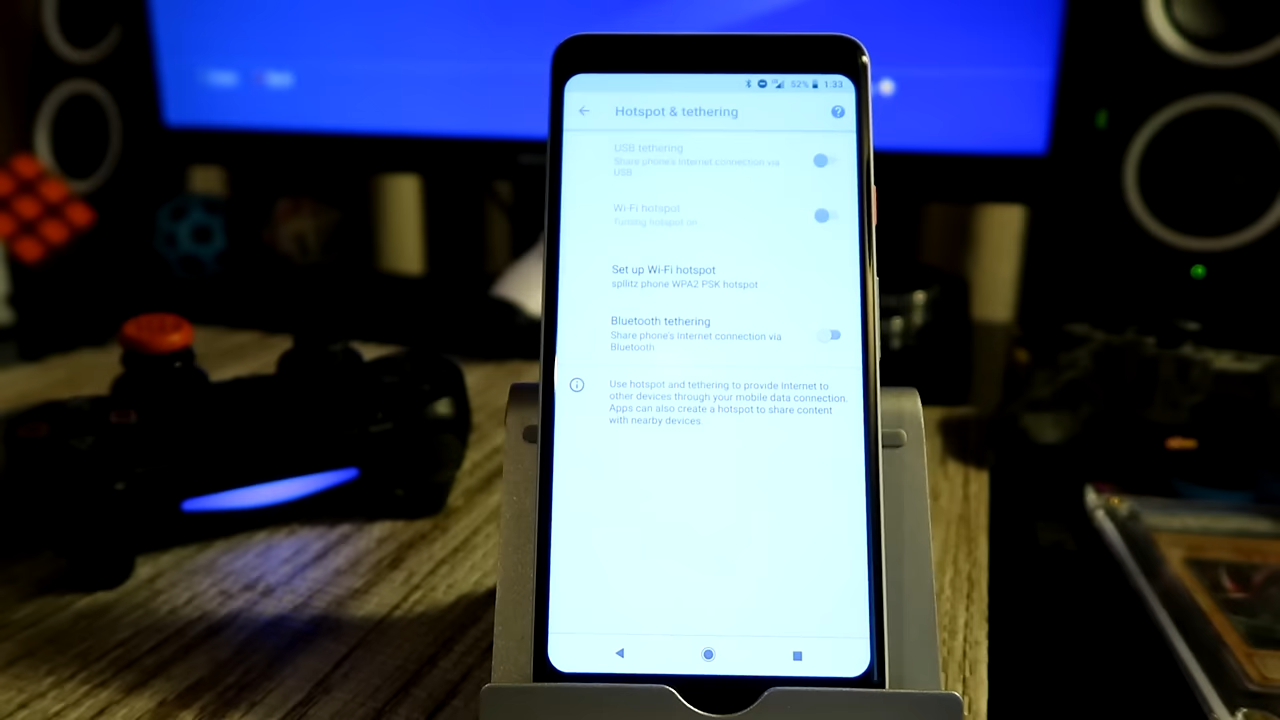 52% 1:33
Hotspot & tethering
USB tethering
Share phone's Internet connection via
USB
Wi-Fi hotspot
Turning hotspot on...
Set up Wi-Fi hotspot
spllitz phone WPA2 PSK hotspot
Bluetooth tethering
Share phone's Internet connection via
Bluetooth
Use hotspot and tethering to provide Internet to
other devices through your mobile data connection.
Apps can also create a hotspot to share content
with nearby devices.